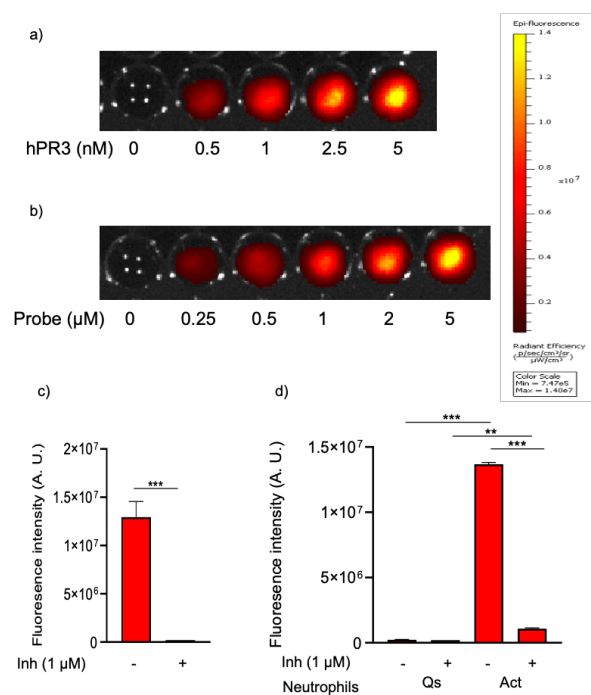 a)
hPR3 (nM) 0 0.5 1 2.5 5
b)
Probe (µM) 0 0.25 0.5 1 2 5
Epi-fluorescence
1.4
1.2
1.0
0.8
x10⁷
0.6
0.4
0.2
Radiant Efficiency
(p/sec/cm²/sr
µW/cm²)
Color Scale
Min = 7.47e5
Max = 1.40e7
c)
Fluoresence intensity (A. U.)
2×10⁷
1.5×10⁷
1×10⁷
5×10⁶
0
***
Inh (1 µM) - +
d)
Fluoresence intensity (A. U.)
1.5×10⁷
1×10⁷
5×10⁶
0
***
**
***
Inh (1 µM) - + - +
Neutrophils Qs Act